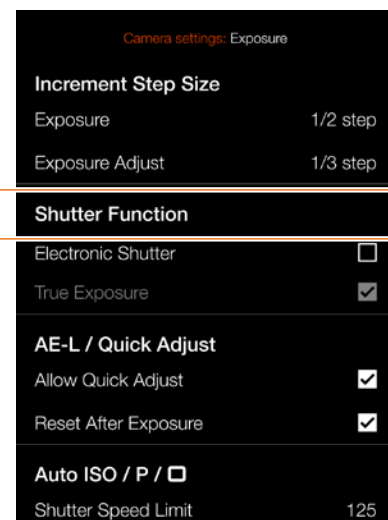 Camera settings: Exposure
Increment Step Size
Exposure 1/2 step
Exposure Adjust 1/3 step
Shutter Function
Electronic Shutter
True Exposure
AE-L / Quick Adjust
Allow Quick Adjust
Reset After Exposure
Auto ISO / P /
Shutter Speed Limit 125